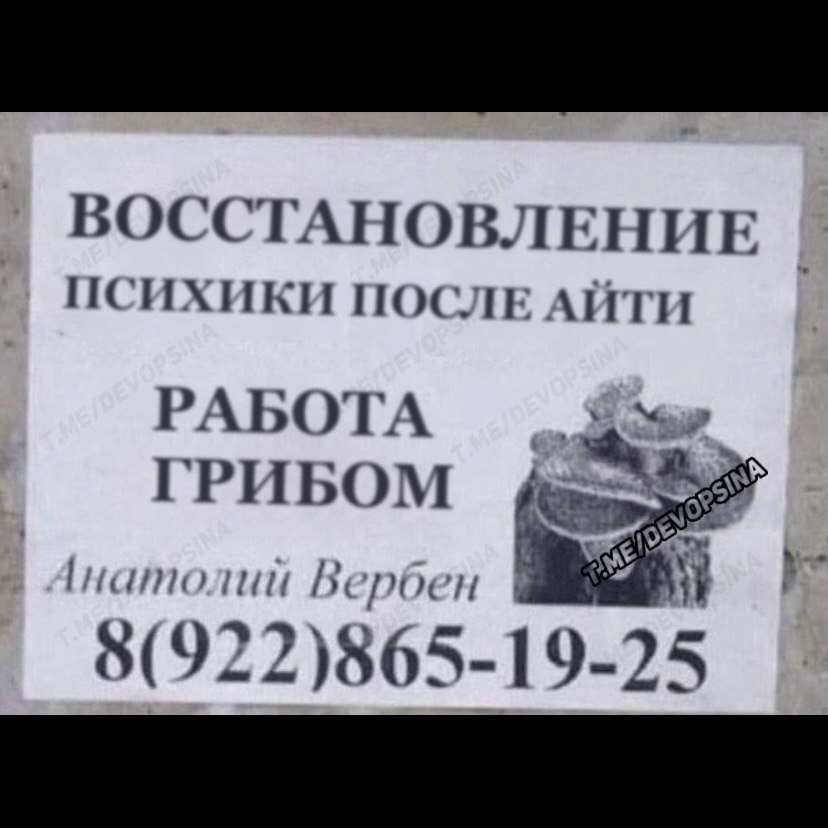 ВОССТАНОВЛЕНИЕ
ПСИХИКИ ПОСЛЕ АЙТИ
РАБОТА
ГРИБОМ
T.ME/DEVOPSINA
Анатолий Вербен
8(922)865-19-25